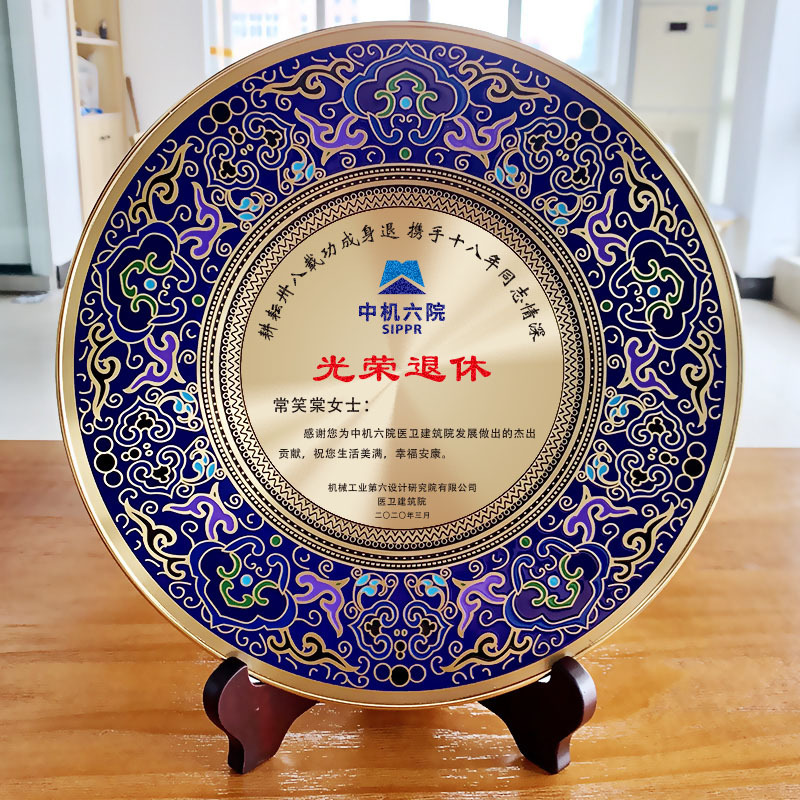 耕耘卅八载功成身退 携手十八年同志情深
中机六院
SIPPR
光荣退休
常笑棠女士：
感谢您为中机六院医卫建筑院发展做出的杰出
贡献，祝您生活美满，幸福安康。
机械工业第六设计研究院有限公司
医卫建筑院
二〇二〇年三月